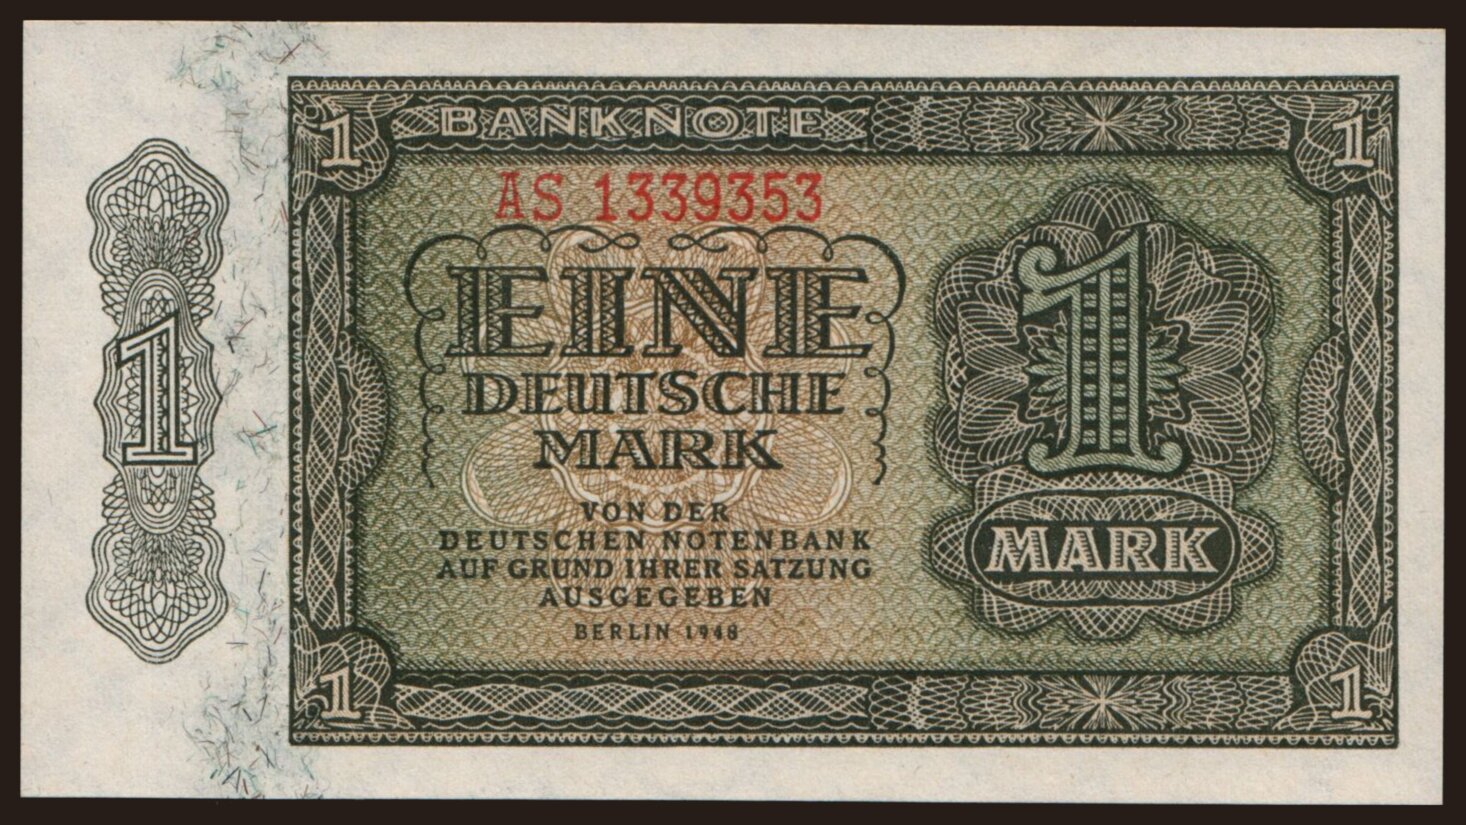 BANKNOTE
1
1
AS 1339353
EINE
DEUTSCHE
MARK
1
1
VON DER
DEUTSCHEN NOTENBANK
AUF GRUND IHRER SATZUNG
AUSGEGEBEN
BERLIN 1948
MARK
1
1